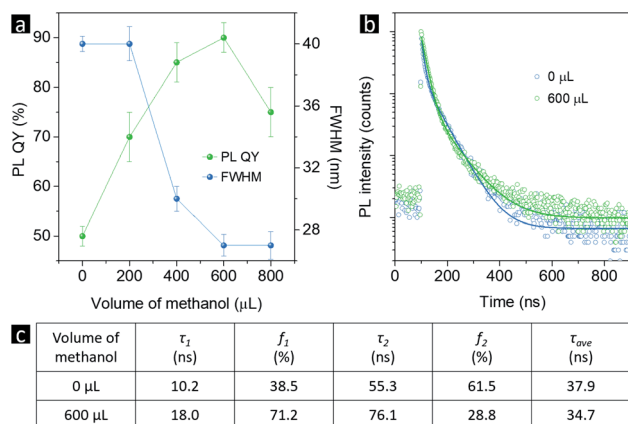 a
90
80
70
60
50
PL QY (%)
PL QY
FWHM
40
36
32
28
FWHM (nm)
0 200 400 600 800
Volume of methanol (μL)
b
PL intensity (counts)
0 μL
600 μL
0 200 400 600 800
Time (ns)
c
Volume of methanol τ1 (ns) f1 (%) τ2 (ns) f2 (%) τave (ns)
0 μL 10.2 38.5 55.3 61.5 37.9
600 μL 18.0 71.2 76.1 28.8 34.7